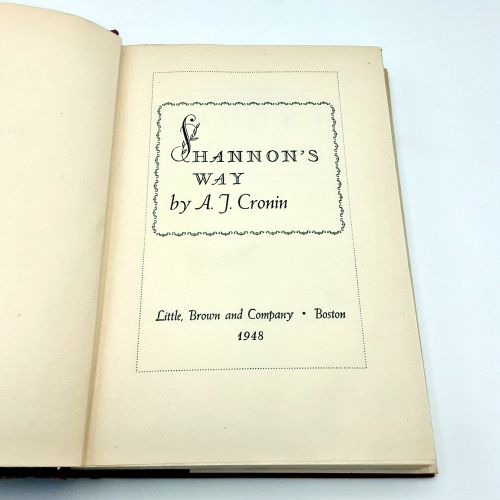 SHANNON'S
WAY
by A. J. Cronin
Little, Brown and Company • Boston
1948